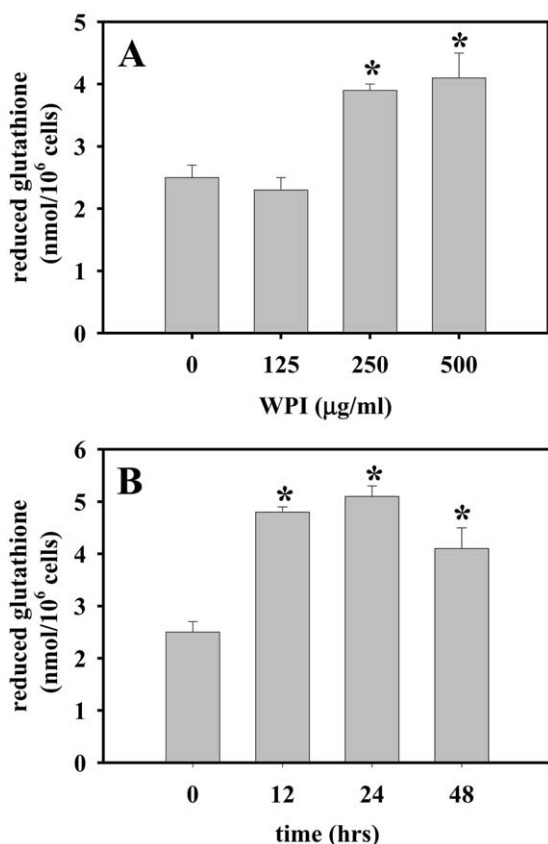 A
reduced glutathione
(nmol/10⁶ cells)
5
4
3
2
1
0
* *
0 125 250 500
WPI (µg/ml)
B
reduced glutathione
(nmol/10⁶ cells)
6
5
4
3
2
1
0
* * *
0 12 24 48
time (hrs)